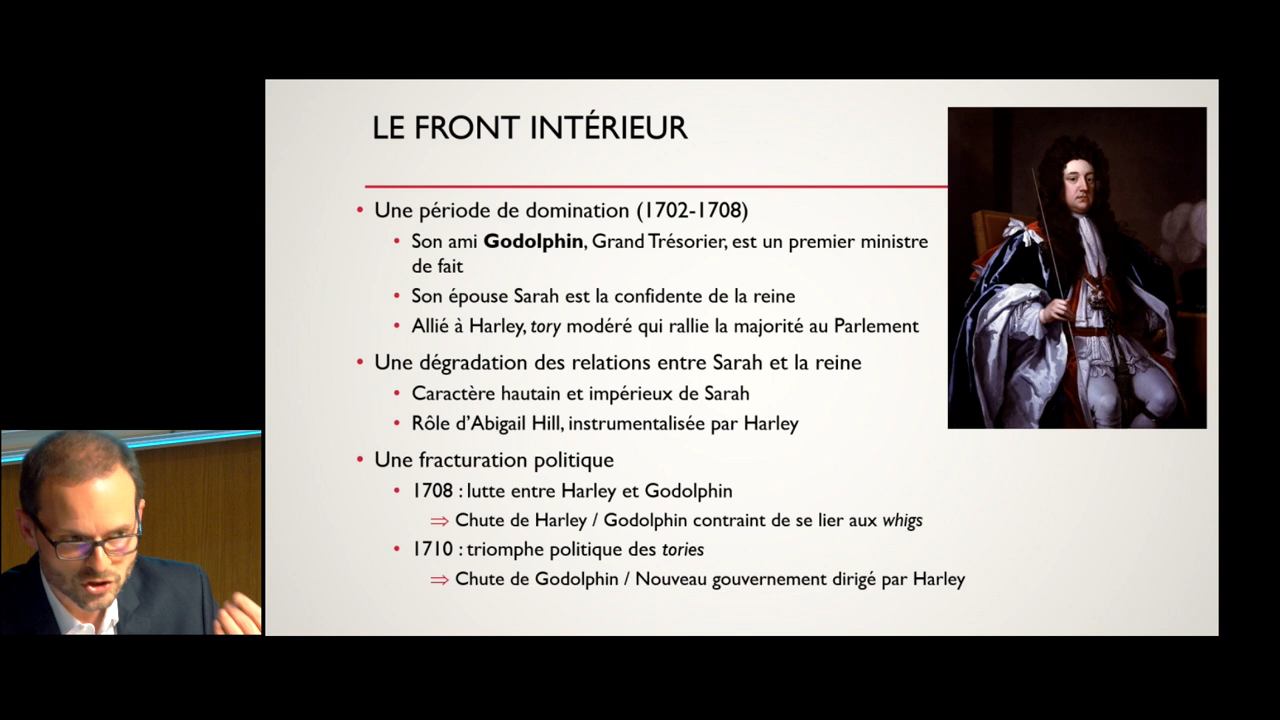 LE FRONT INTÉRIEUR
• Une période de domination (1702-1708)
• Son ami Godolphin, Grand Trésorier, est un premier ministre
de fait
• Son épouse Sarah est la confidente de la reine
• Allié à Harley, tory modéré qui rallie la majorité au Parlement
• Une dégradation des relations entre Sarah et la reine
• Caractère hautain et impérieux de Sarah
• Rôle d’Abigail Hill, instrumentalisée par Harley
• Une fracturation politique
• 1708 : lutte entre Harley et Godolphin
⇒ Chute de Harley / Godolphin contraint de se lier aux whigs
• 1710 : triomphe politique des tories
⇒ Chute de Godolphin / Nouveau gouvernement dirigé par Harley